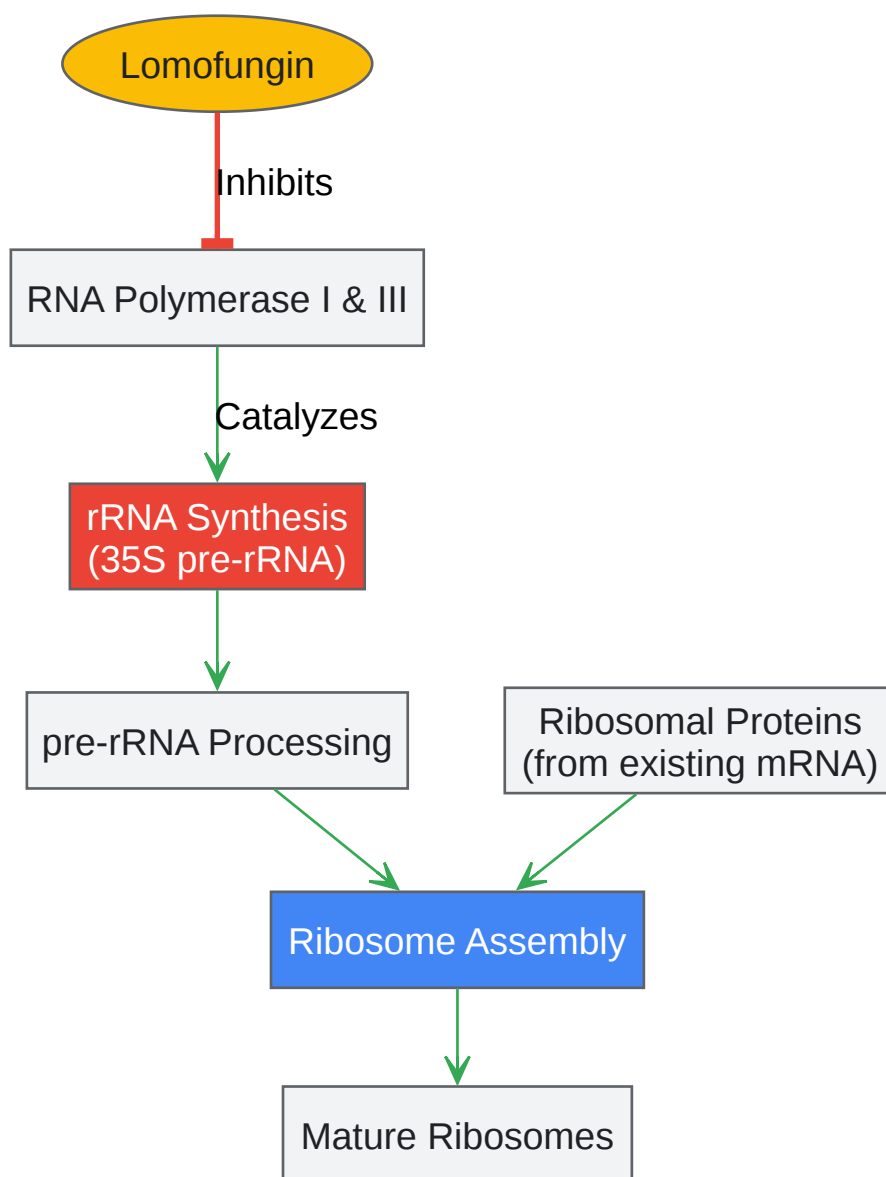 Lomofungin
Inhibits
RNA Polymerase I & III
Catalyzes
rRNA Synthesis
(35S pre-rRNA)
pre-rRNA Processing
Ribosomal Proteins
(from existing mRNA)
Ribosome Assembly
Mature Ribosomes